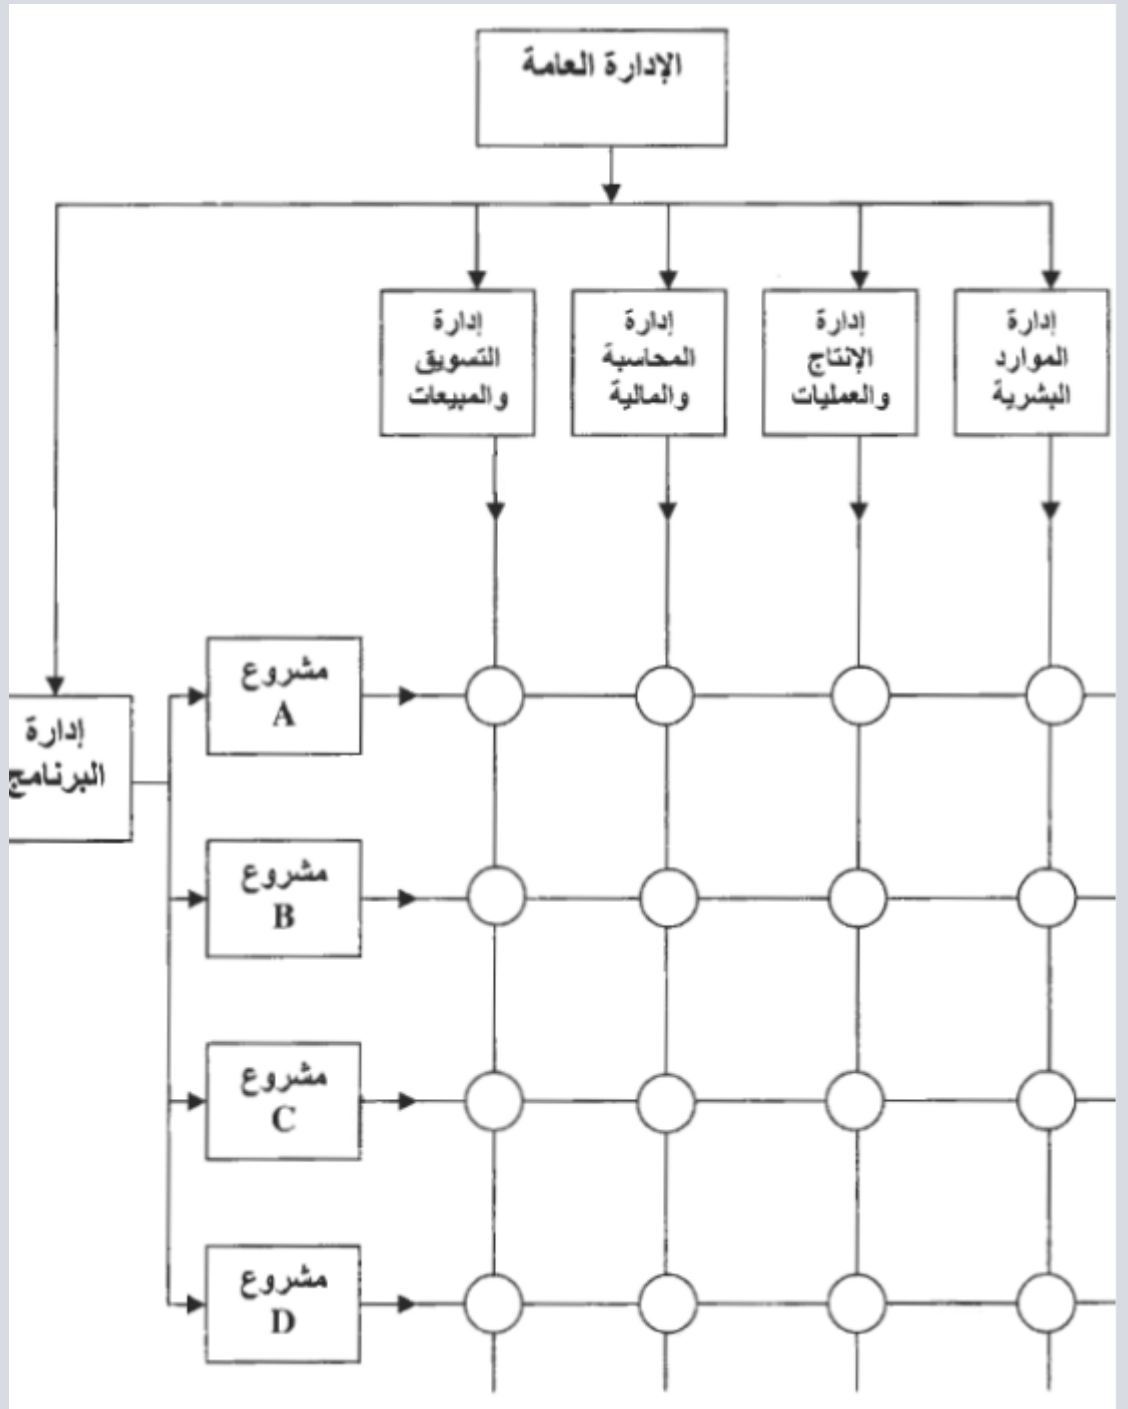 الإدارة العامة
إدارة
الموارد
البشرية
إدارة
الإنتاج
والعمليات
إدارة
المحاسبة
والمالية
إدارة
التسويق
والمبيعات
إدارة
البرنامج
مشروع
A
مشروع
B
مشروع
C
مشروع
D